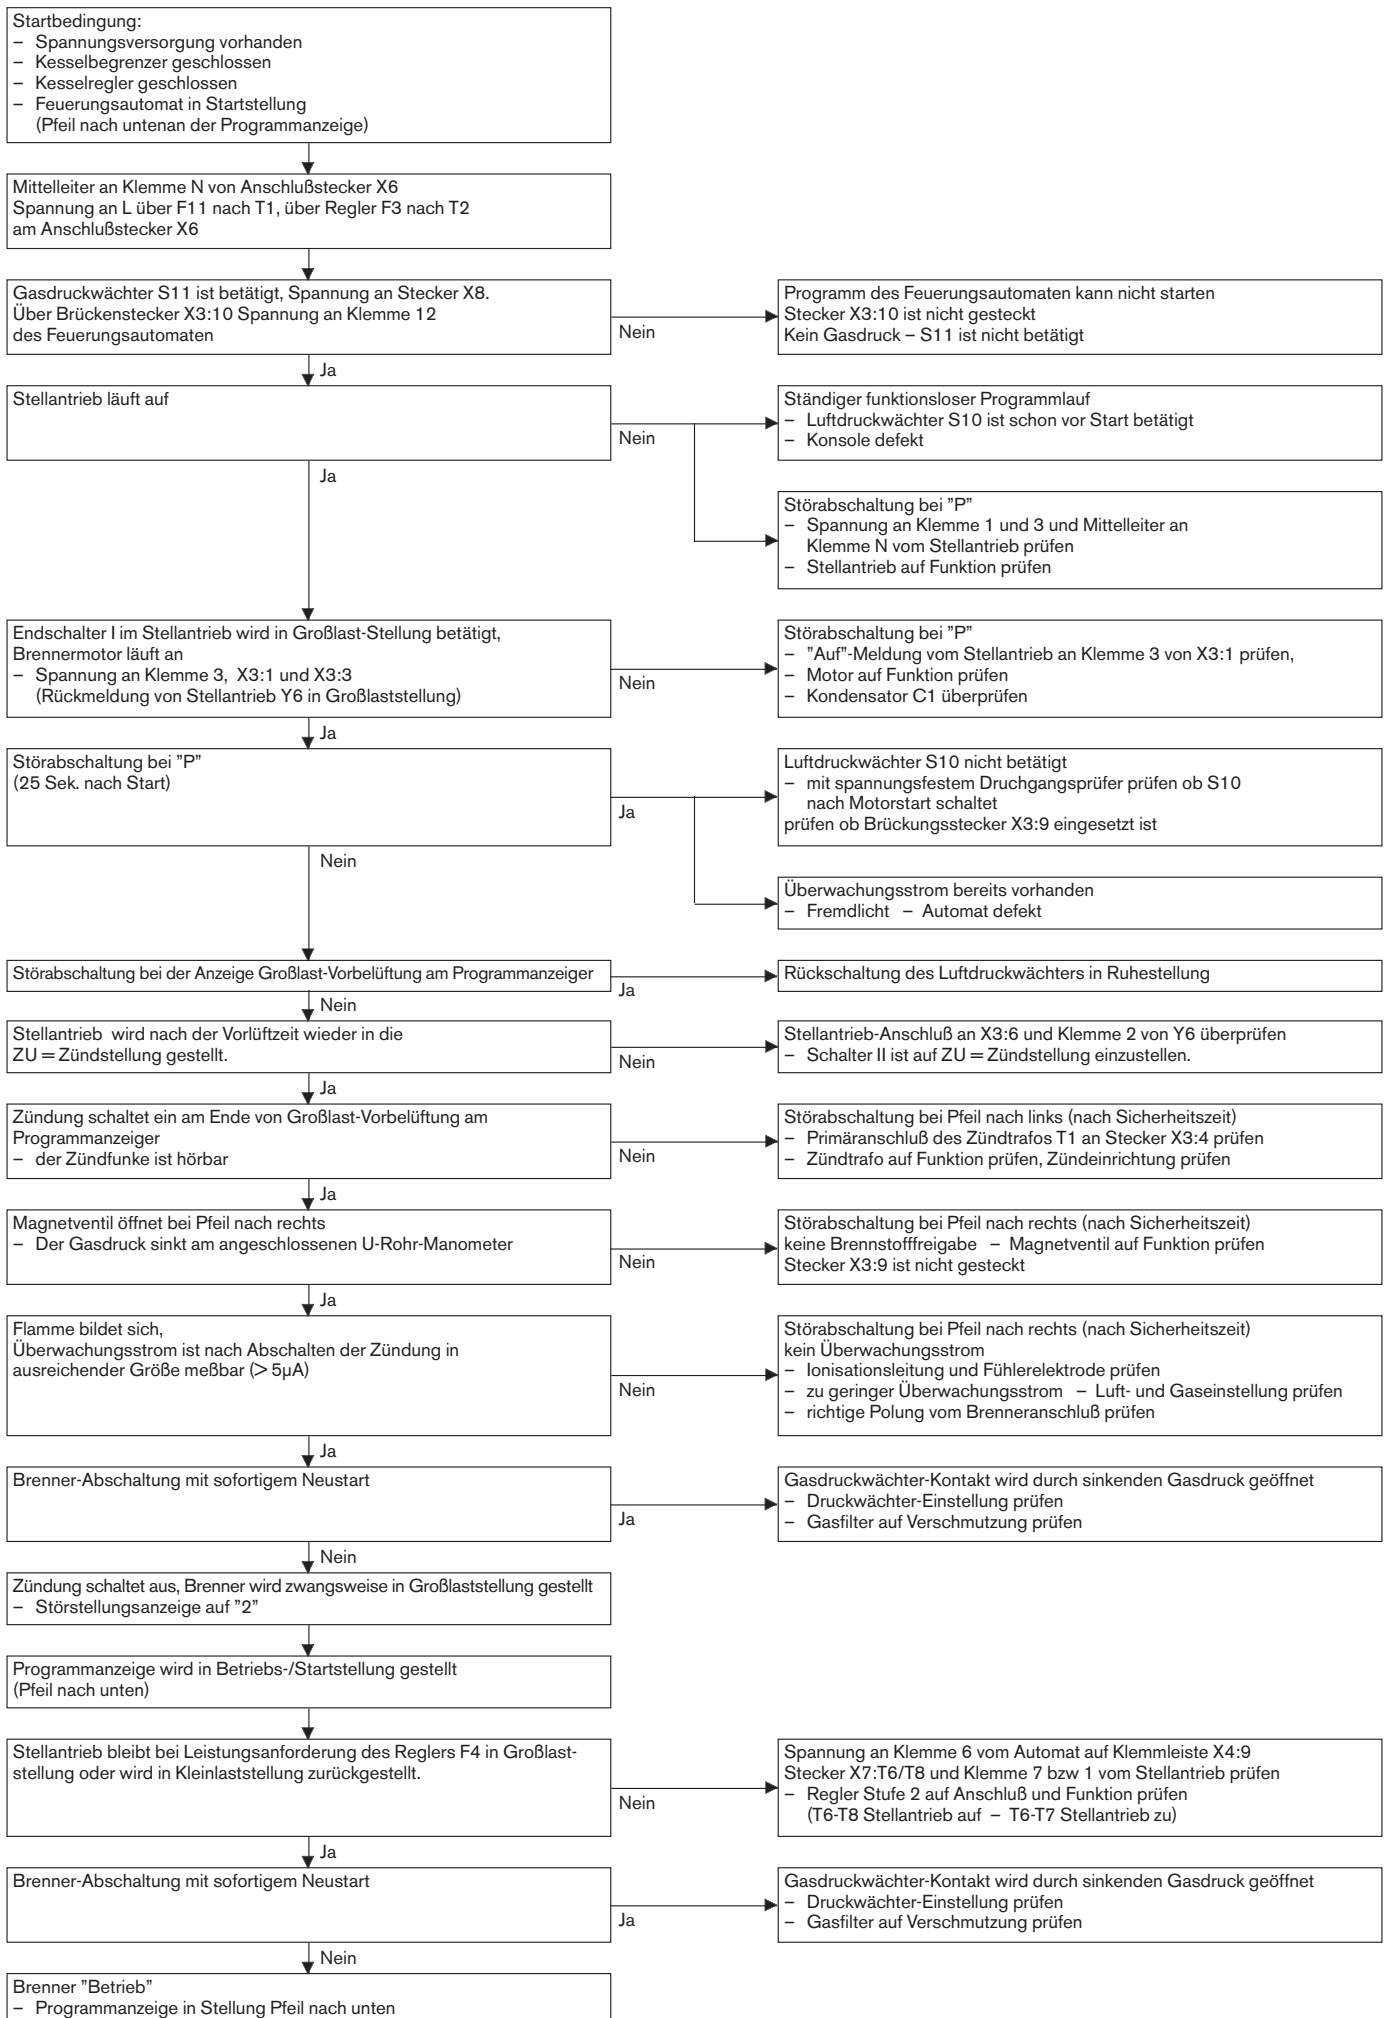 Startbedingung:
– Spannungsversorgung vorhanden
– Kesselbegrenzer geschlossen
– Kesselregler geschlossen
– Feuerungsautomat in Startstellung
(Pfeil nach untenan der Programmanzeige)
Mittelleiter an Klemme N von Anschlußstecker X6
Spannung an L über F11 nach T1, über Regler F3 nach T2
am Anschlußstecker X6
Gasdruckwächter S11 ist betätigt, Spannung an Stecker X8.
Über Brückenstecker X3:10 Spannung an Klemme 12
des Feuerungsautomaten
Nein
Programm des Feuerungsautomaten kann nicht starten
Stecker X3:10 ist nicht gesteckt
Kein Gasdruck – S11 ist nicht betätigt
Ja
Stellantrieb läuft auf
Nein
Ständiger funktionsloser Programmlauf
– Luftdruckwächter S10 ist schon vor Start betätigt
– Konsole defekt
Ja
Störabschaltung bei ”P”
– Spannung an Klemme 1 und 3 und Mittelleiter an
Klemme N vom Stellantrieb prüfen
– Stellantrieb auf Funktion prüfen
Endschalter I im Stellantrieb wird in Großlast-Stellung betätigt,
Brennermotor läuft an
– Spannung an Klemme 3, X3:1 und X3:3
(Rückmeldung von Stellantrieb Y6 in Großlaststellung)
Nein
Störabschaltung bei ”P”
– ”Auf”-Meldung vom Stellantrieb an Klemme 3 von X3:1 prüfen,
– Motor auf Funktion prüfen
– Kondensator C1 überprüfen
Ja
Störabschaltung bei ”P”
(25 Sek. nach Start)
Ja
Luftdruckwächter S10 nicht betätigt
– mit spannungsfestem Druchgangsprüfer prüfen ob S10
nach Motorstart schaltet
prüfen ob Brückungsstecker X3:9 eingesetzt ist
Nein
Überwachungsstrom bereits vorhanden
– Fremdlicht – Automat defekt
Störabschaltung bei der Anzeige Großlast-Vorbelüftung am Programmanzeiger
Ja
Rückschaltung des Luftdruckwächters in Ruhestellung
Nein
Stellantrieb wird nach der Vorlüftzeit wieder in die
ZU = Zündstellung gestellt.
Nein
Stellantrieb-Anschluß an X3:6 und Klemme 2 von Y6 überprüfen
– Schalter II ist auf ZU = Zündstellung einzustellen.
Ja
Zündung schaltet ein am Ende von Großlast-Vorbelüftung am
Programmanzeiger
– der Zündfunke ist hörbar
Nein
Störabschaltung bei Pfeil nach links (nach Sicherheitszeit)
– Primäranschluß des Zündtrafos T1 an Stecker X3:4 prüfen
– Zündtrafo auf Funktion prüfen, Zündeinrichtung prüfen
Ja
Magnetventil öffnet bei Pfeil nach rechts
– Der Gasdruck sinkt am angeschlossenen U-Rohr-Manometer
Nein
Störabschaltung bei Pfeil nach rechts (nach Sicherheitszeit)
keine Brennstofffreigabe – Magnetventil auf Funktion prüfen
Stecker X3:9 ist nicht gesteckt
Ja
Flamme bildet sich,
Überwachungsstrom ist nach Abschalten der Zündung in
ausreichender Größe meßbar (> 5µA)
Nein
Störabschaltung bei Pfeil nach rechts (nach Sicherheitszeit)
kein Überwachungsstrom
– Ionisationsleitung und Fühlerelektrode prüfen
– zu geringer Überwachungsstrom – Luft- und Gaseinstellung prüfen
– richtige Polung vom Brenneranschluß prüfen
Ja
Brenner-Abschaltung mit sofortigem Neustart
Ja
Gasdruckwächter-Kontakt wird durch sinkenden Gasdruck geöffnet
– Druckwächter-Einstellung prüfen
– Gasfilter auf Verschmutzung prüfen
Nein
Zündung schaltet aus, Brenner wird zwangsweise in Großlaststellung gestellt
– Störstellungsanzeige auf ”2”
Programmanzeige wird in Betriebs-/Startstellung gestellt
(Pfeil nach unten)
Stellantrieb bleibt bei Leistungsanforderung des Reglers F4 in Großlast-
stellung oder wird in Kleinlaststellung zurückgestellt.
Nein
Spannung an Klemme 6 vom Automat auf Klemmleiste X4:9
Stecker X7:T6/T8 und Klemme 7 bzw 1 vom Stellantrieb prüfen
– Regler Stufe 2 auf Anschluß und Funktion prüfen
(T6-T8 Stellantrieb auf – T6-T7 Stellantrieb zu)
Ja
Brenner-Abschaltung mit sofortigem Neustart
Ja
Gasdruckwächter-Kontakt wird durch sinkenden Gasdruck geöffnet
– Druckwächter-Einstellung prüfen
– Gasfilter auf Verschmutzung prüfen
Nein
Brenner ”Betrieb”
– Programmanzeige in Stellung Pfeil nach unten